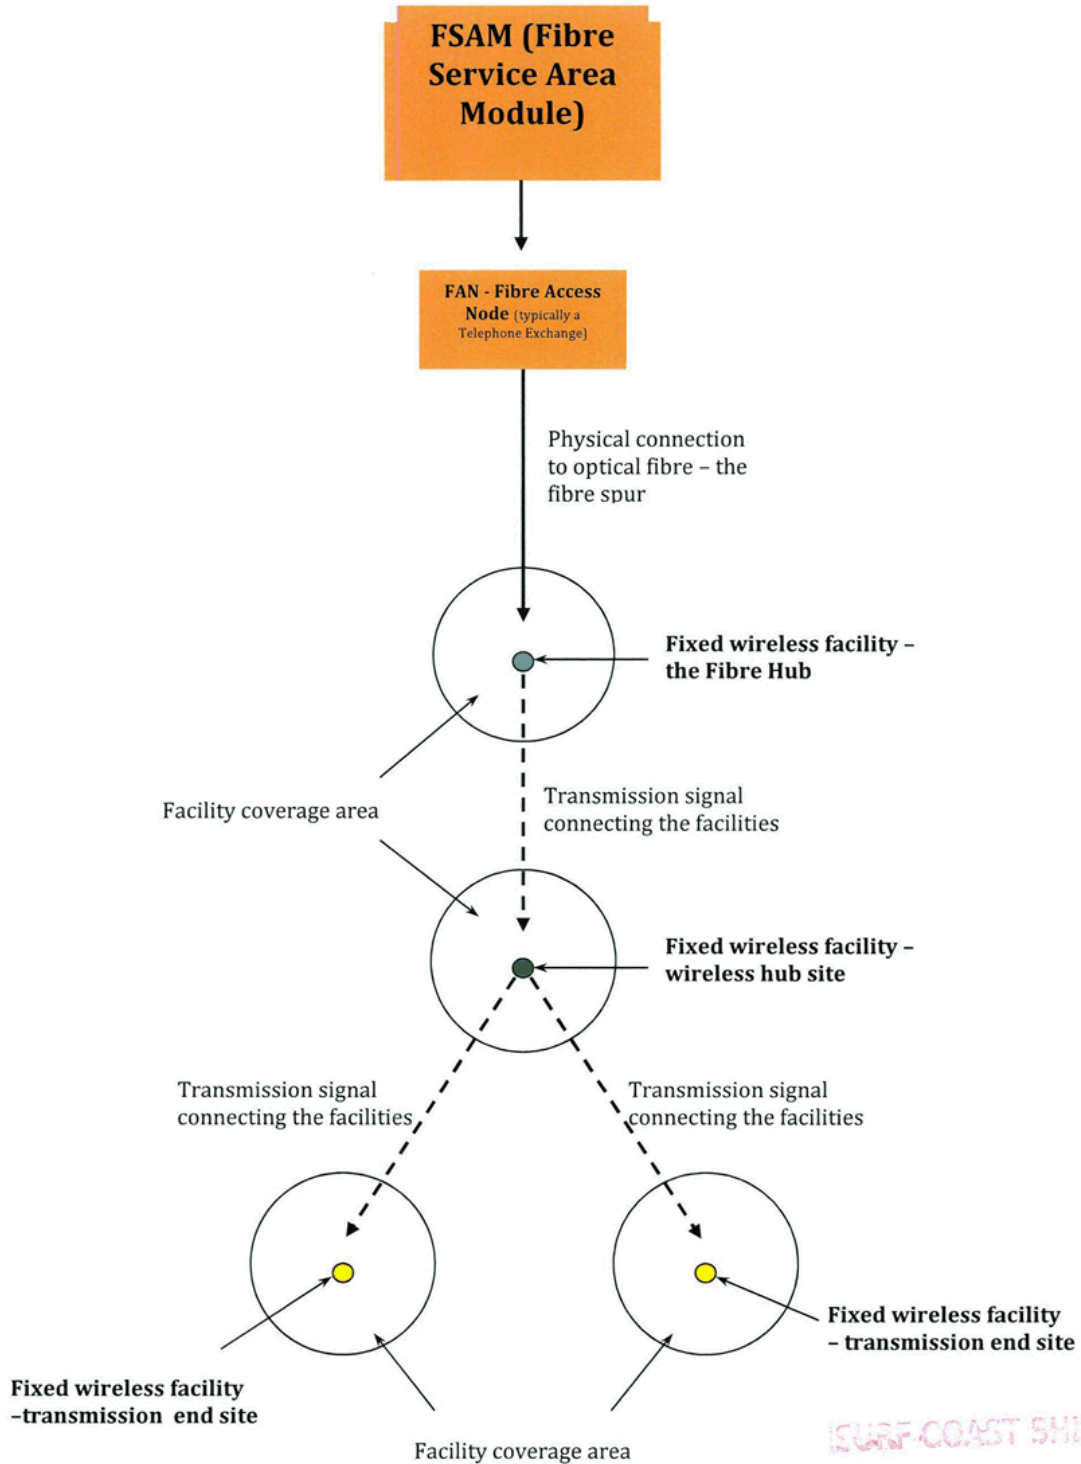 FSAM (Fibre
Service Area
Module)
FAN - Fibre Access
Node (typically a
Telephone Exchange)
Physical connection
to optical fibre – the
fibre spur
Fixed wireless facility –
the Fibre Hub
Facility coverage area
Transmission signal
connecting the facilities
Fixed wireless facility –
wireless hub site
Transmission signal
connecting the facilities
Transmission signal
connecting the facilities
Fixed wireless facility
– transmission end site
Fixed wireless facility
–transmission end site
Facility coverage area
SURF COAST